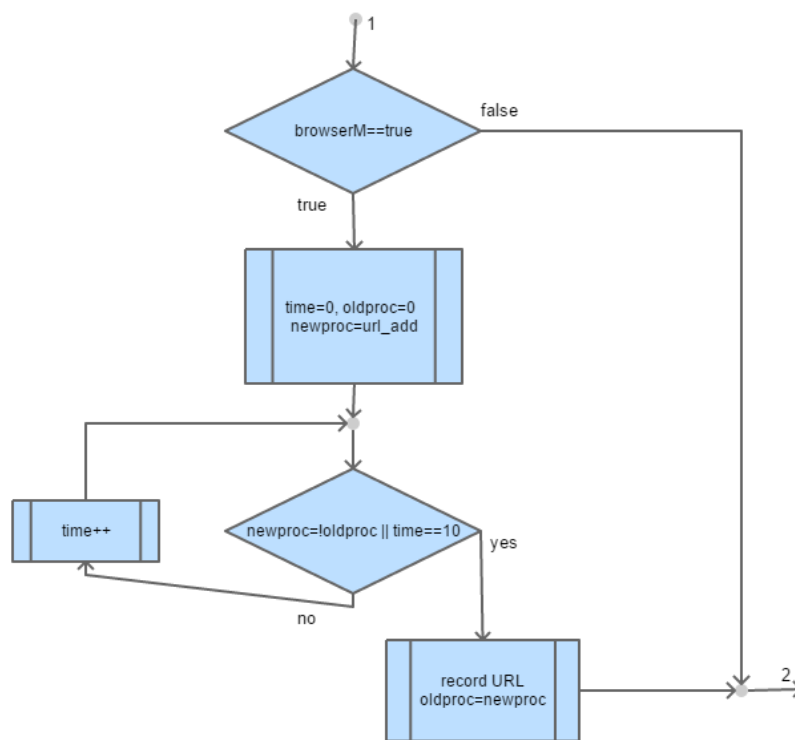 1
browserM==true
false
true
time=0, oldproc=0
newproc=url_add
time++
newproc=!oldproc || time==10
yes
no
record URL
oldproc=newproc
2